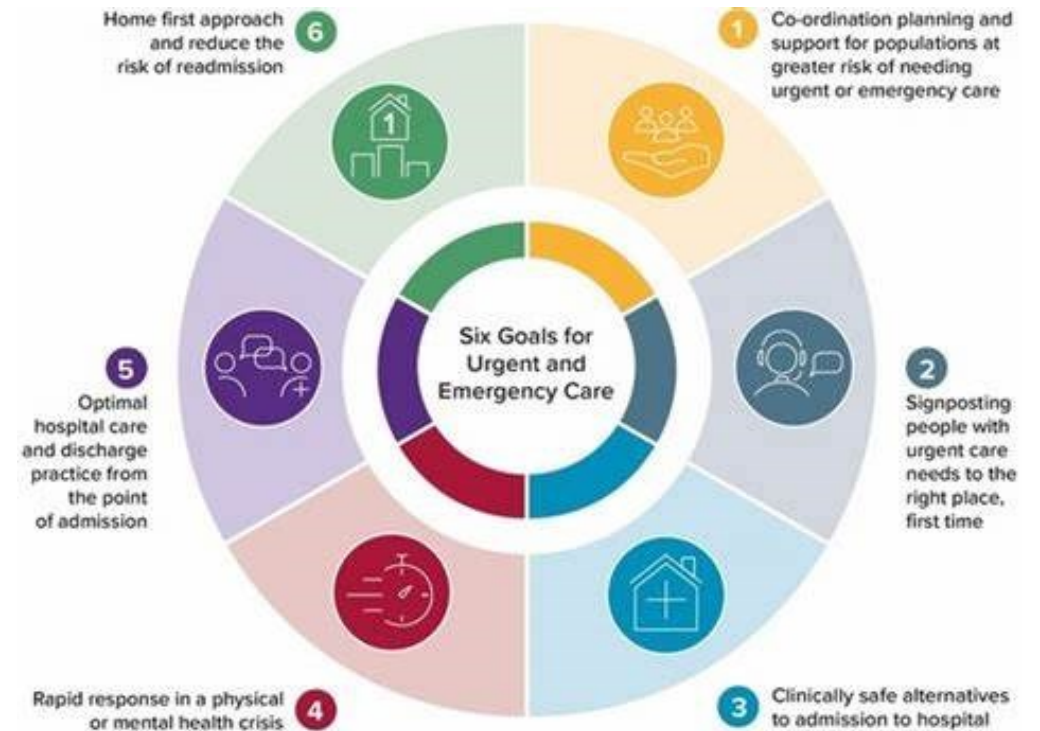 Six Goals for
Urgent and
Emergency Care
1
Co-ordination planning and
support for populations at
greater risk of needing
urgent or emergency care
2
Signposting
people with
urgent care
needs to the
right place,
first time
3
Clinically safe alternatives
to admission to hospital
4
Rapid response in a physical
or mental health crisis
5
Optimal
hospital care
and discharge
practice from
the point
of admission
6
Home first approach
and reduce the
risk of readmission
1